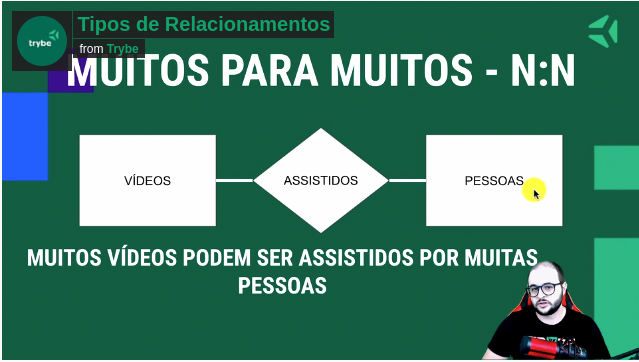 Tipos de Relacionamentos
trybe
from Trybe
MUITOS PARA MUITOS - N:N
VÍDEOS
ASSISTIDOS
PESSOAS
MUITOS VÍDEOS PODEM SER ASSISTIDOS POR MUITAS
PESSOAS